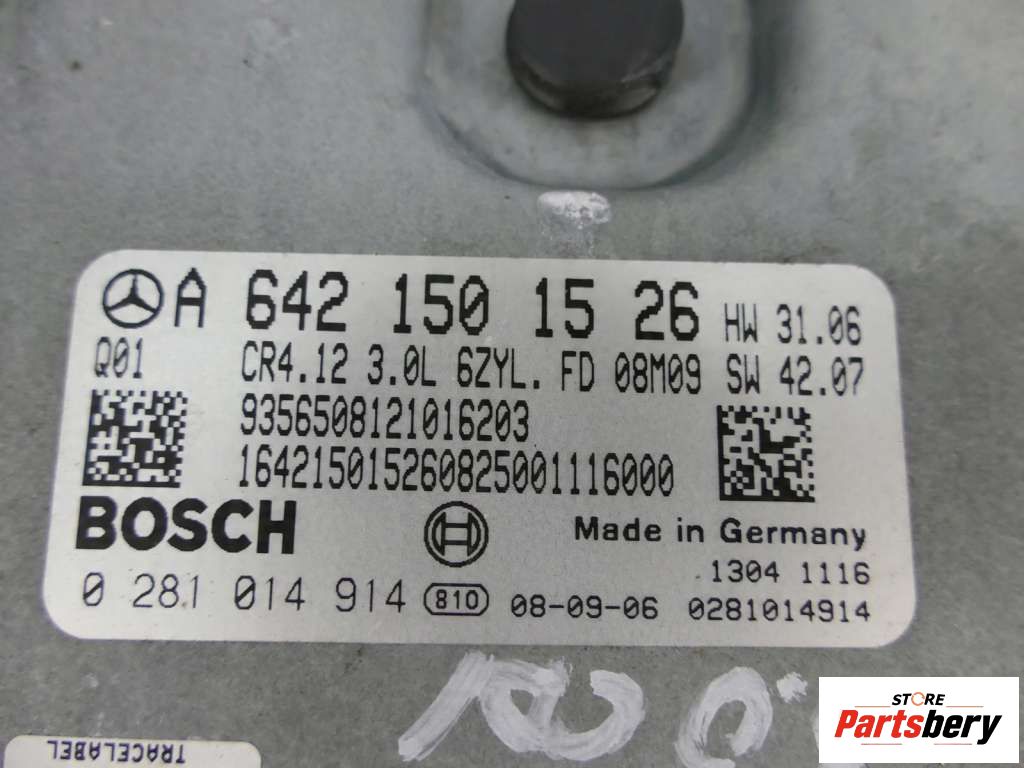 A 642 150 15 26 HW 31.06
Q01 CR4.12 3.0L 6ZYL. FD 08M09 SW 42.07
9356508121016203
164215015260825001116000
BOSCH Made in Germany
1304 1116
0 281 014 914 810 08-09-06 0281014914
TRACELABEL
STORE
Partsbery